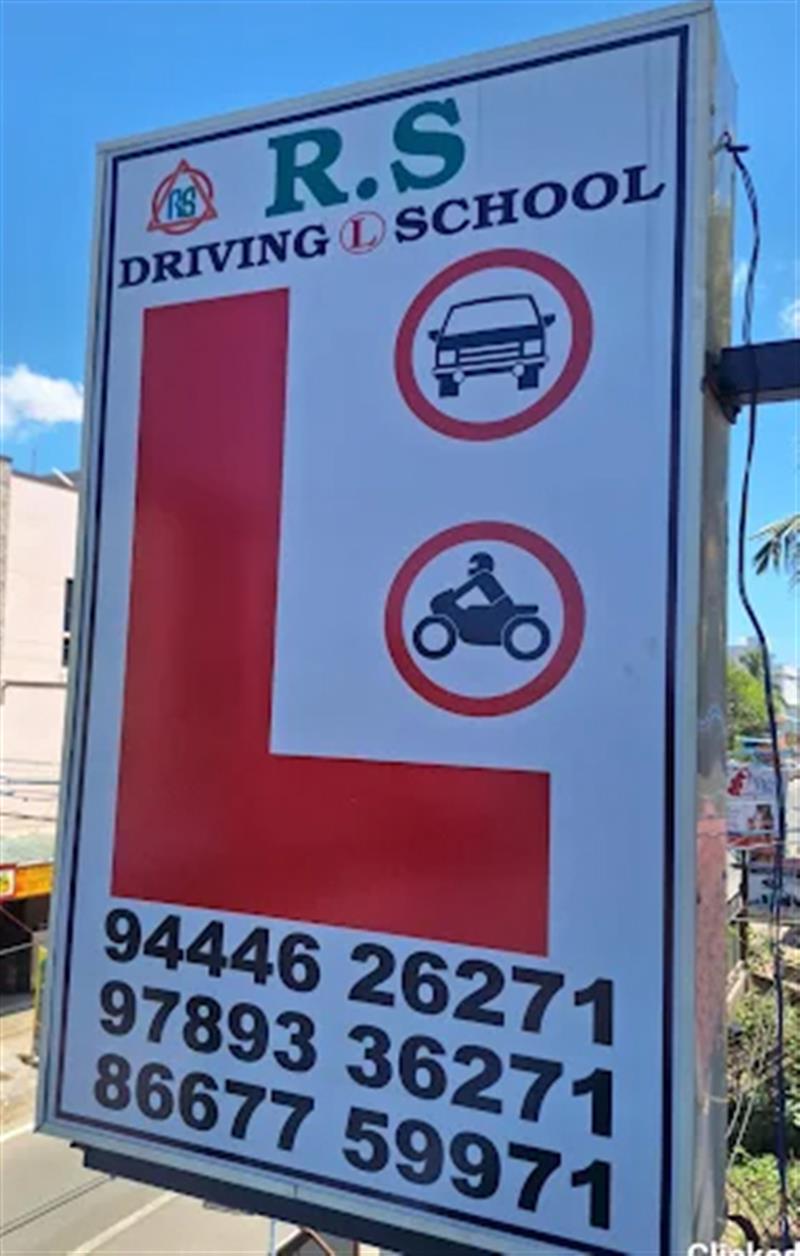 RS
R.S
DRIVING L SCHOOL
L
94446 26271
97893 36271
86677 59971